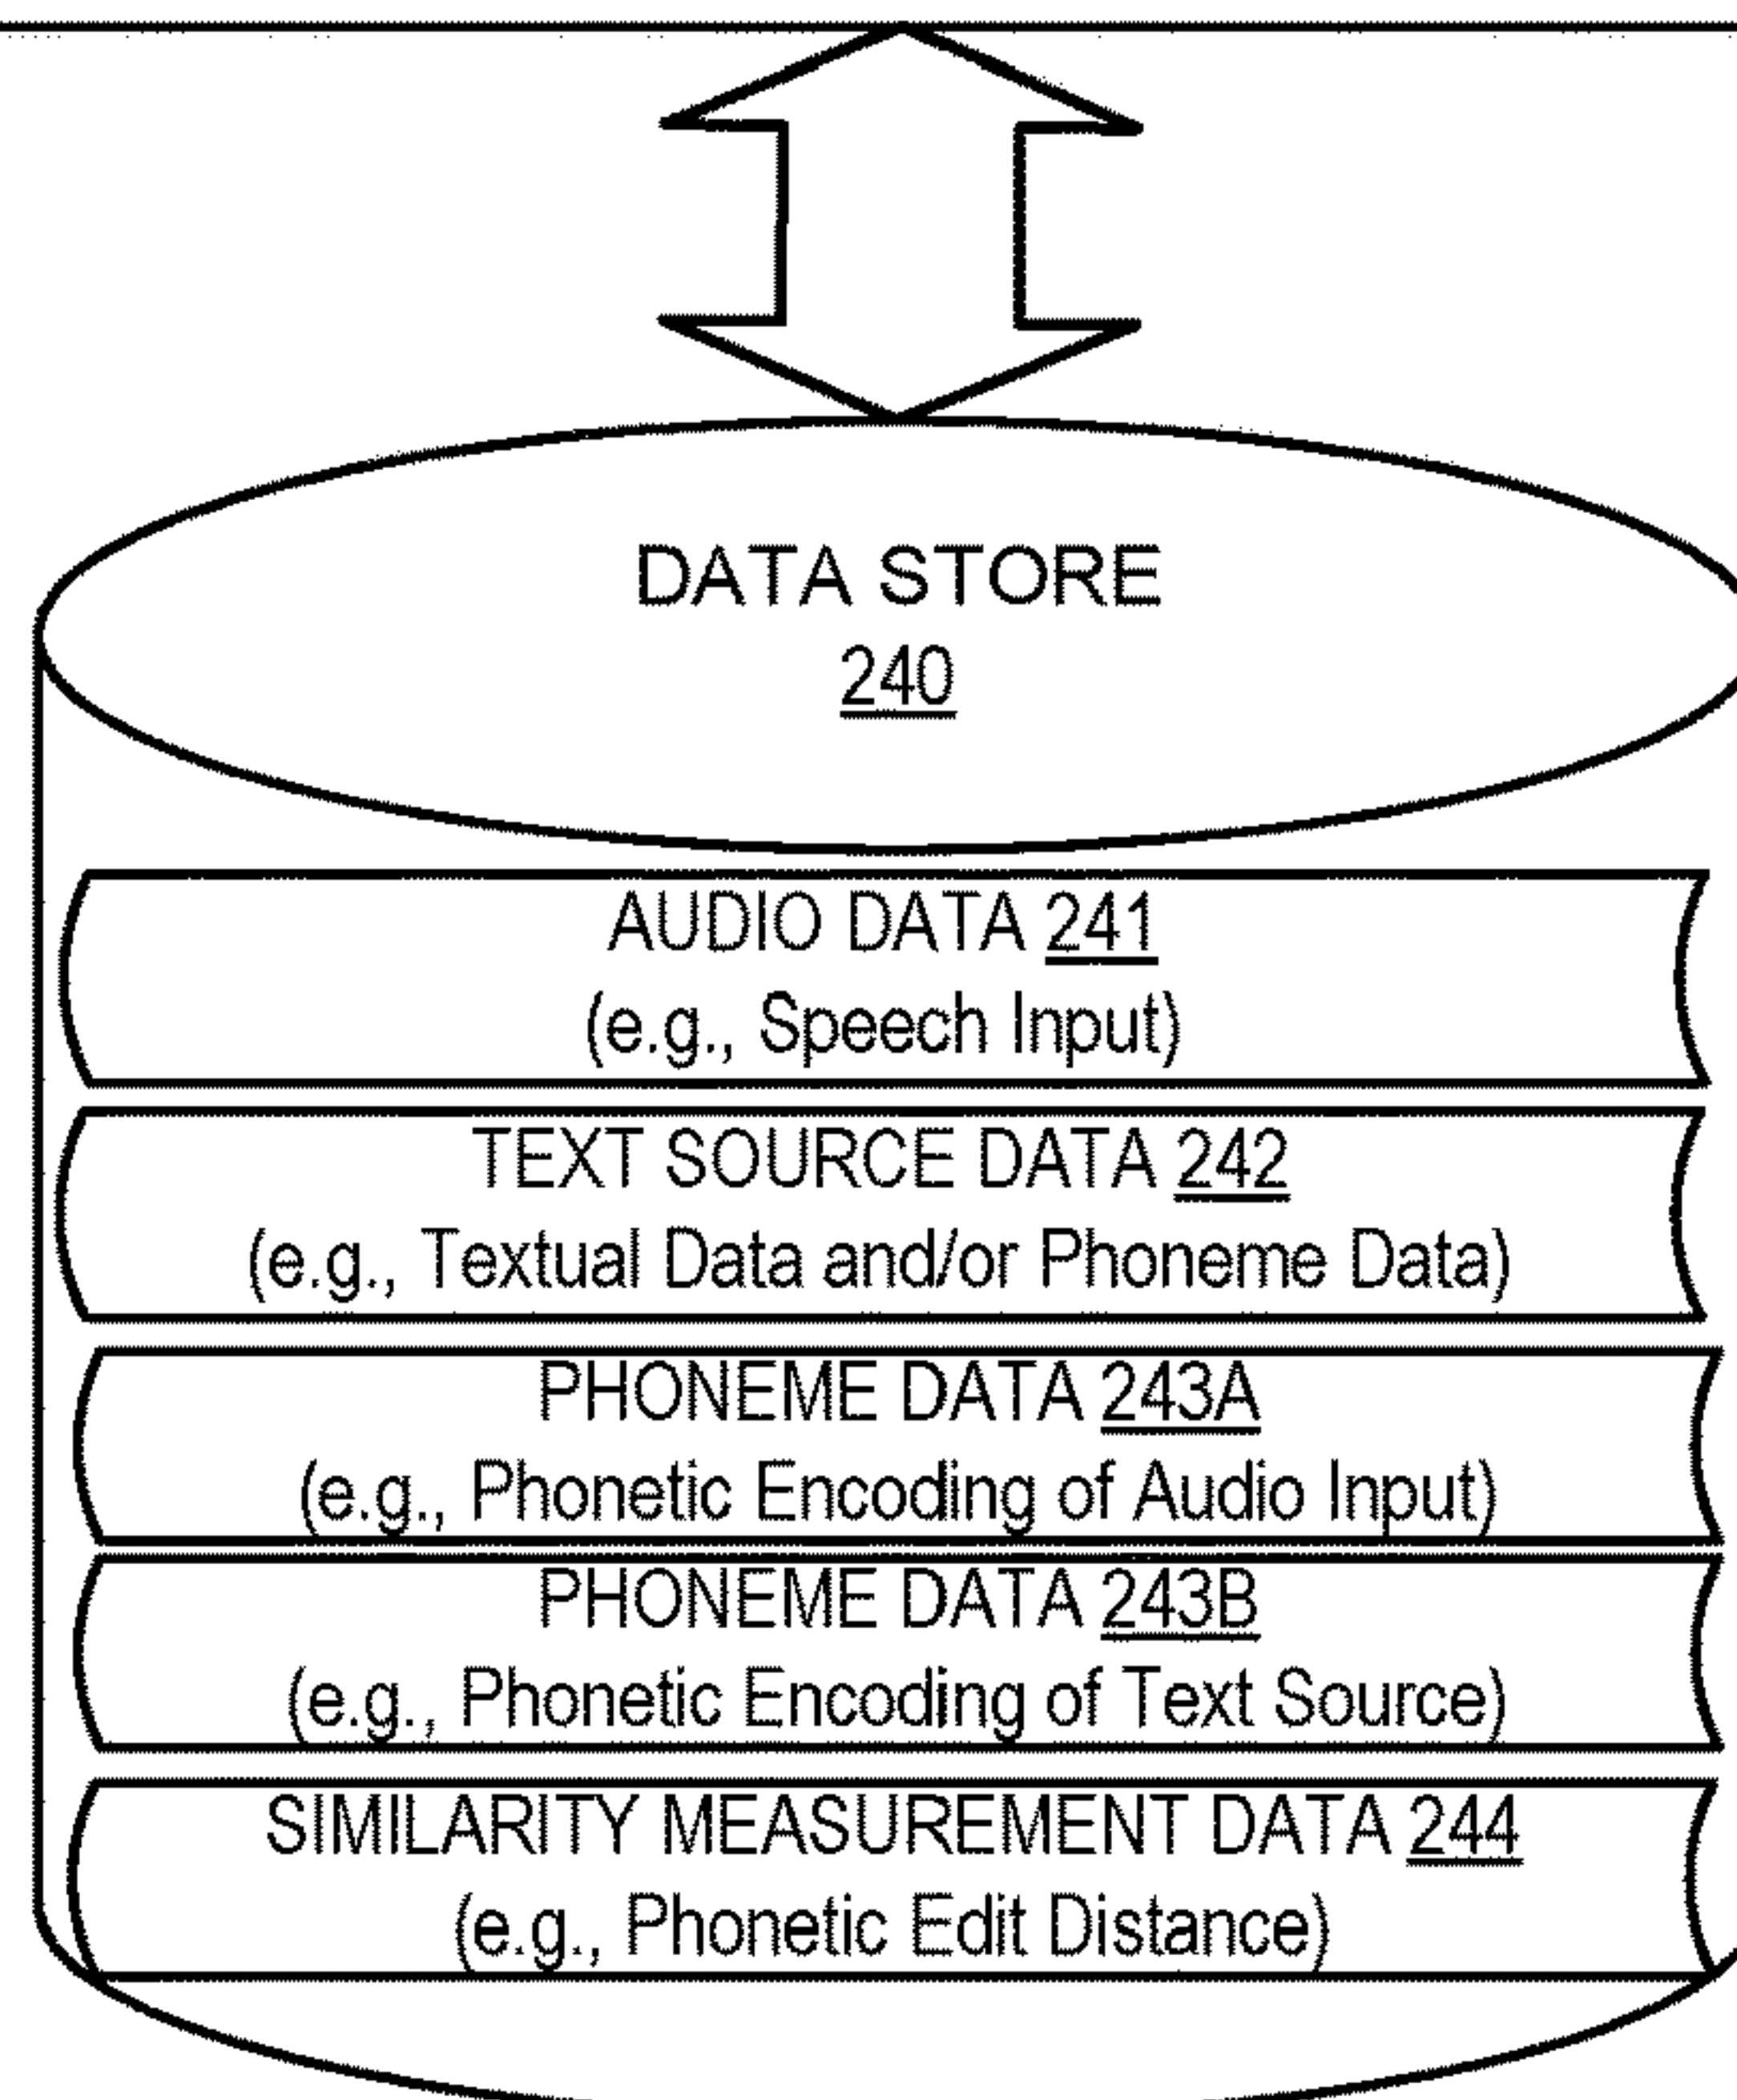 DATA STORE
240
AUDIO DATA 241
(e.g., Speech Input)
TEXT SOURCE DATA 242
(e.g., Textual Data and/or Phoneme Data)
PHONEME DATA 243A
(e.g., Phonetic Encoding of Audio Input)
PHONEME DATA 243B
(e.g., Phonetic Encoding of Text Source)
SIMILARITY MEASUREMENT DATA 244
(e.g., Phonetic Edit Distance)